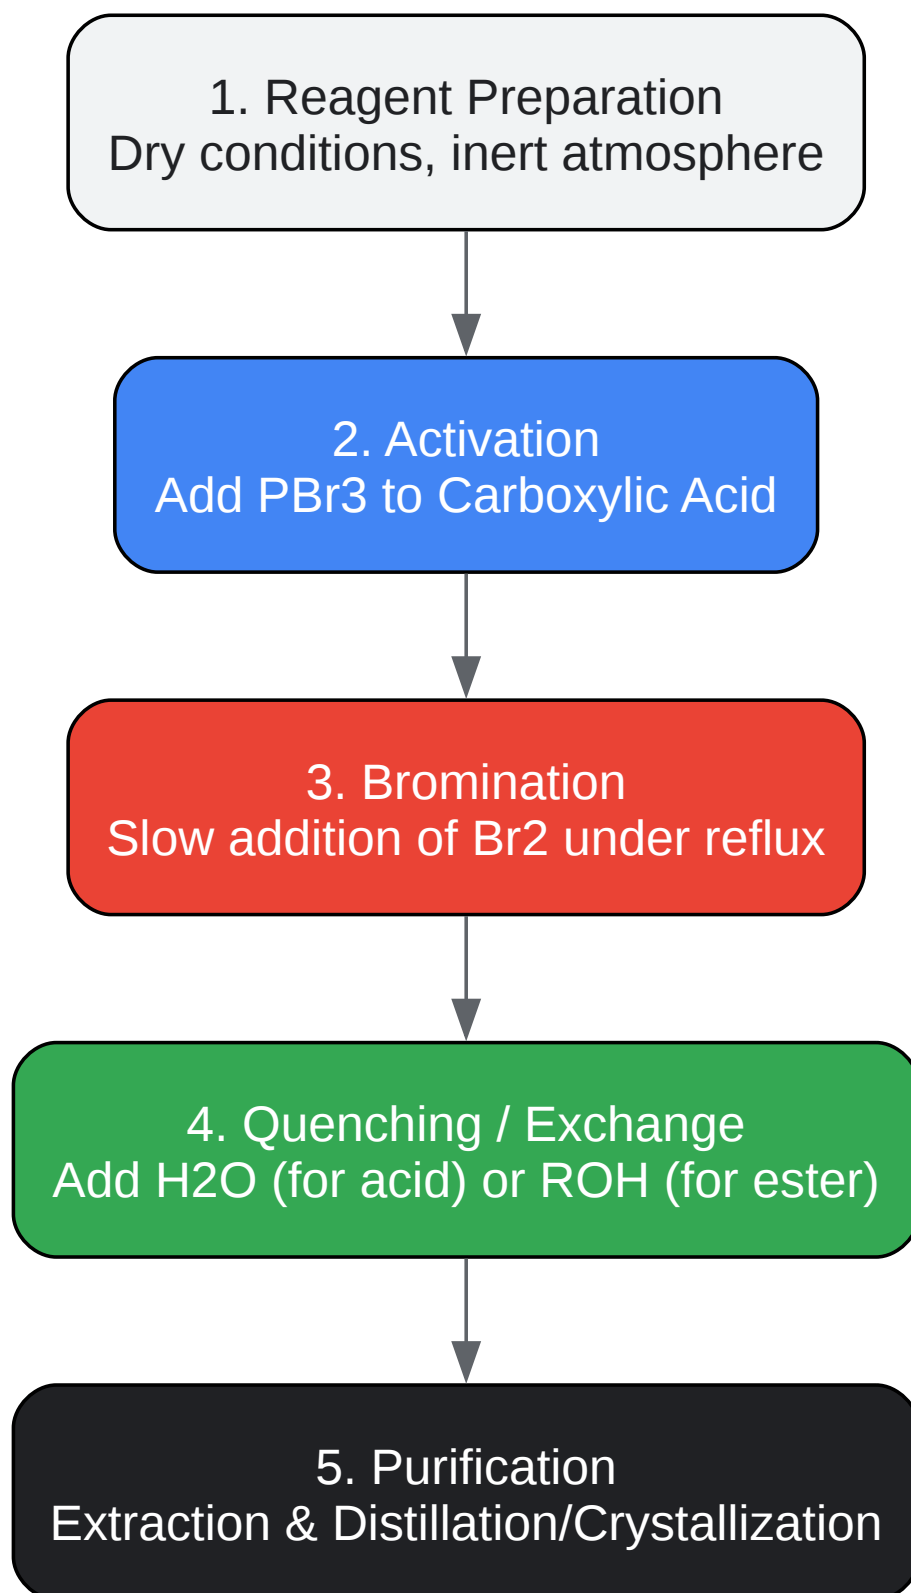 1. Reagent Preparation
Dry conditions, inert atmosphere
2. Activation
Add PBr3 to Carboxylic Acid
3. Bromination
Slow addition of Br2 under reflux
4. Quenching / Exchange
Add H2O (for acid) or ROH (for ester)
5. Purification
Extraction & Distillation/Crystallization